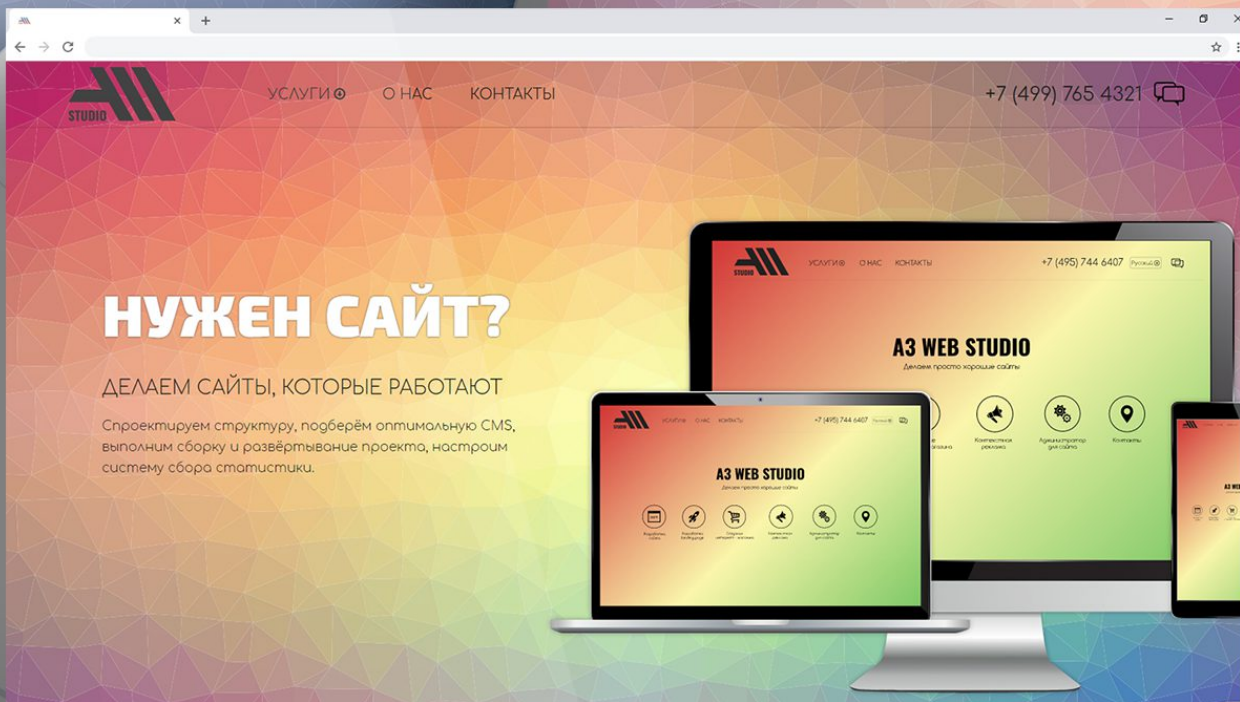 STUDIO
УСЛУГИ
О НАС
КОНТАКТЫ
+7 (499) 765 4321
НУЖЕН САЙТ?
ДЕЛАЕМ САЙТЫ, КОТОРЫЕ РАБОТАЮТ
Спроектируем структуру, подберём оптимальную CMS,
выполним сборку и развёртывание проекта, настроим
систему сбора статистики.
STUDIO
УСЛУГИ
О НАС
КОНТАКТЫ
+7 (495) 744 6407
Русский
A3 WEB STUDIO
Делаем просто хорошие сайты
Контекстная
реклама
Администратор
для сайта
Контакты
STUDIO
УСЛУГИ
О НАС
КОНТАКТЫ
+7 (495) 744 6407
A3 WEB STUDIO
Делаем просто хорошие сайты
Контакты